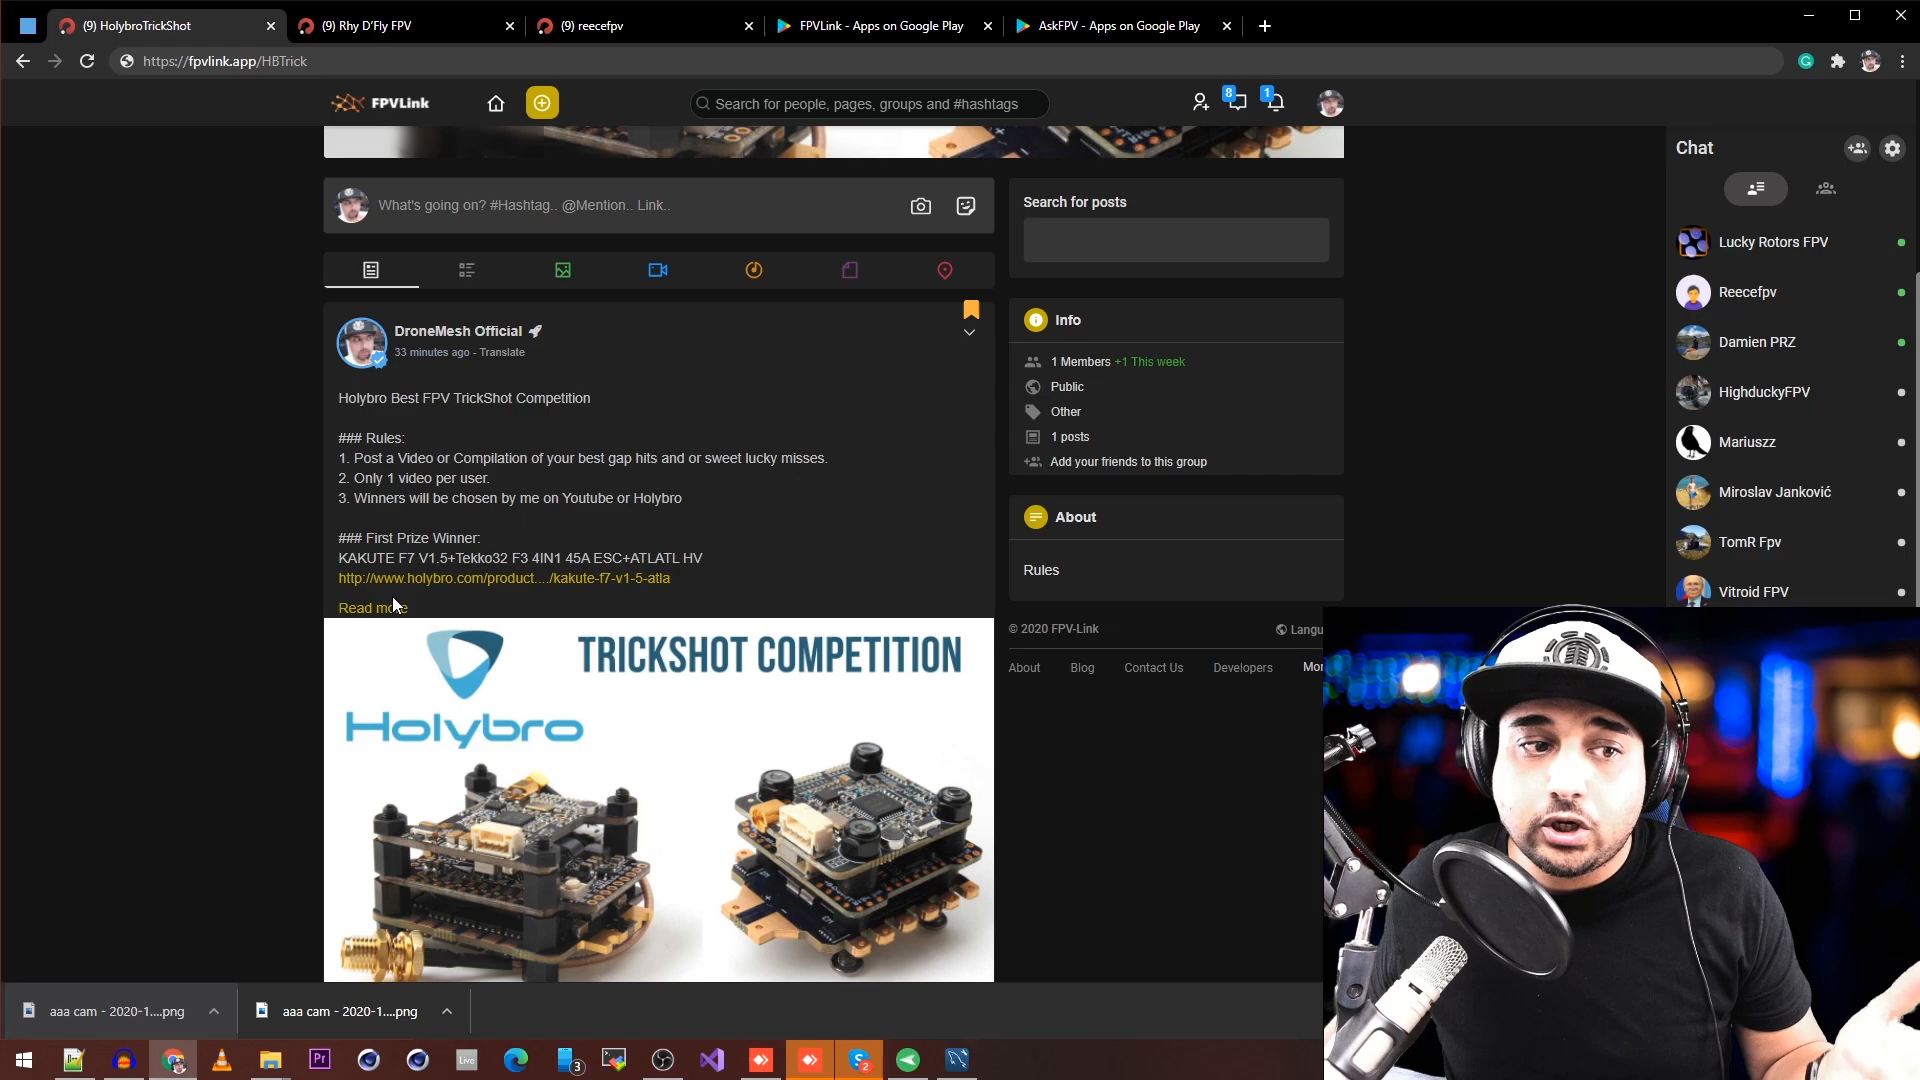 (9) HolybroTrickShot
(9) Rhy D'Fly FPV
(9) reecefpv
FPVLink - Apps on Google Play
AskFPV - Apps on Google Play
https://fpvlink.app/HBTrick
FPVLink
Search for people, pages, groups and #hashtags
8
1
What's going on? #Hashtag.. @Mention.. Link..
DroneMesh Official
33 minutes ago - Translate
Holybro Best FPV TrickShot Competition
### Rules:
1. Post a Video or Compilation of your best gap hits and or sweet lucky misses.
2. Only 1 video per user.
3. Winners will be chosen by me on Youtube or Holybro
### First Prize Winner:
KAKUTE F7 V1.5+Tekko32 F3 4IN1 45A ESC+ATLATL HV
http://www.holybro.com/product..../kakute-f7-v1-5-atla
Read more
TRICKSHOT COMPETITION
Holybro
Search for posts
Info
1 Members +1 This week
Public
Other
1 posts
Add your friends to this group
About
Rules
© 2020 FPV-Link
Langu
About
Blog
Contact Us
Developers
Mor
Chat
Lucky Rotors FPV
Reecefpv
Damien PRZ
HighduckyFPV
Mariuszz
Miroslav Janković
TomR Fpv
Vitroid FPV
aaa cam - 2020-1....png
aaa cam - 2020-1....png
Pr
Live
3
2